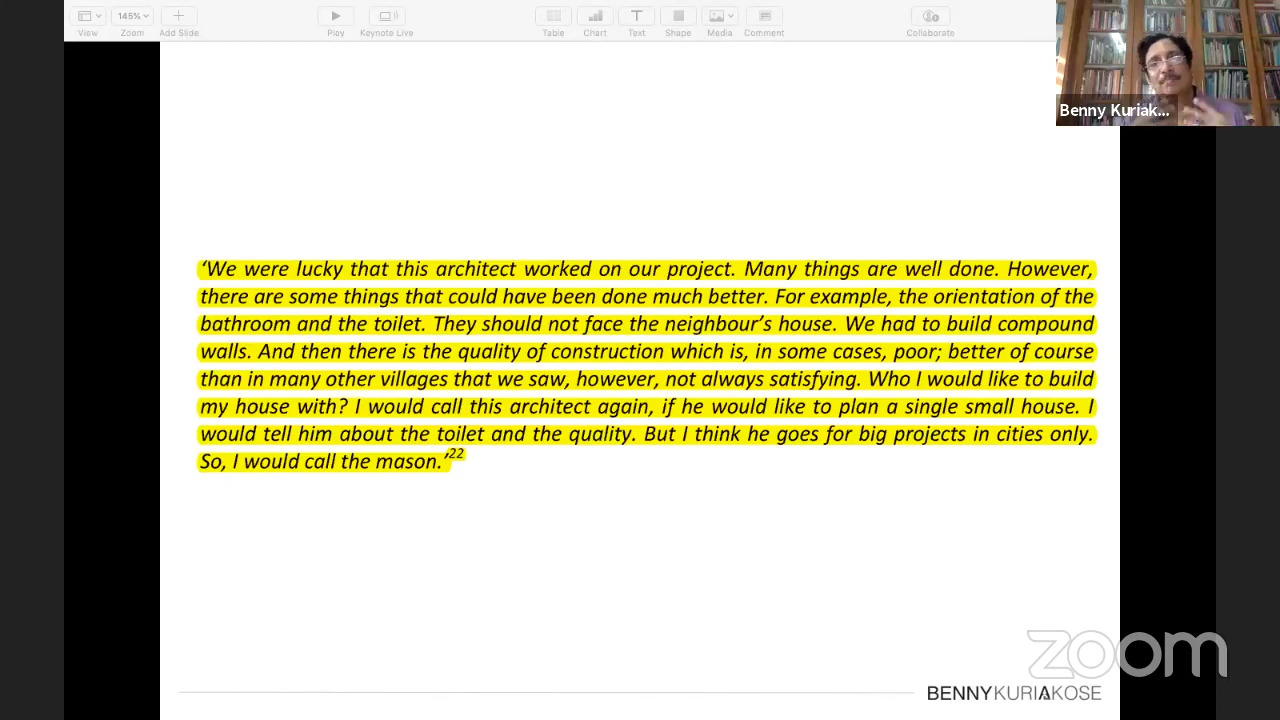 145%
View Zoom Add Slide Play Keynote Live Table Chart Text Shape Media Comment Collaborate
Benny Kuriak...
‘We were lucky that this architect worked on our project. Many things are well done. However,
there are some things that could have been done much better. For example, the orientation of the
bathroom and the toilet. They should not face the neighbour’s house. We had to build compound
walls. And then there is the quality of construction which is, in some cases, poor; better of course
than in many other villages that we saw, however, not always satisfying. Who I would like to build
my house with? I would call this architect again, if he would like to plan a single small house. I
would tell him about the toilet and the quality. But I think he goes for big projects in cities only.
So, I would call the mason.’22
zoom
BENNYKURIAKOSE